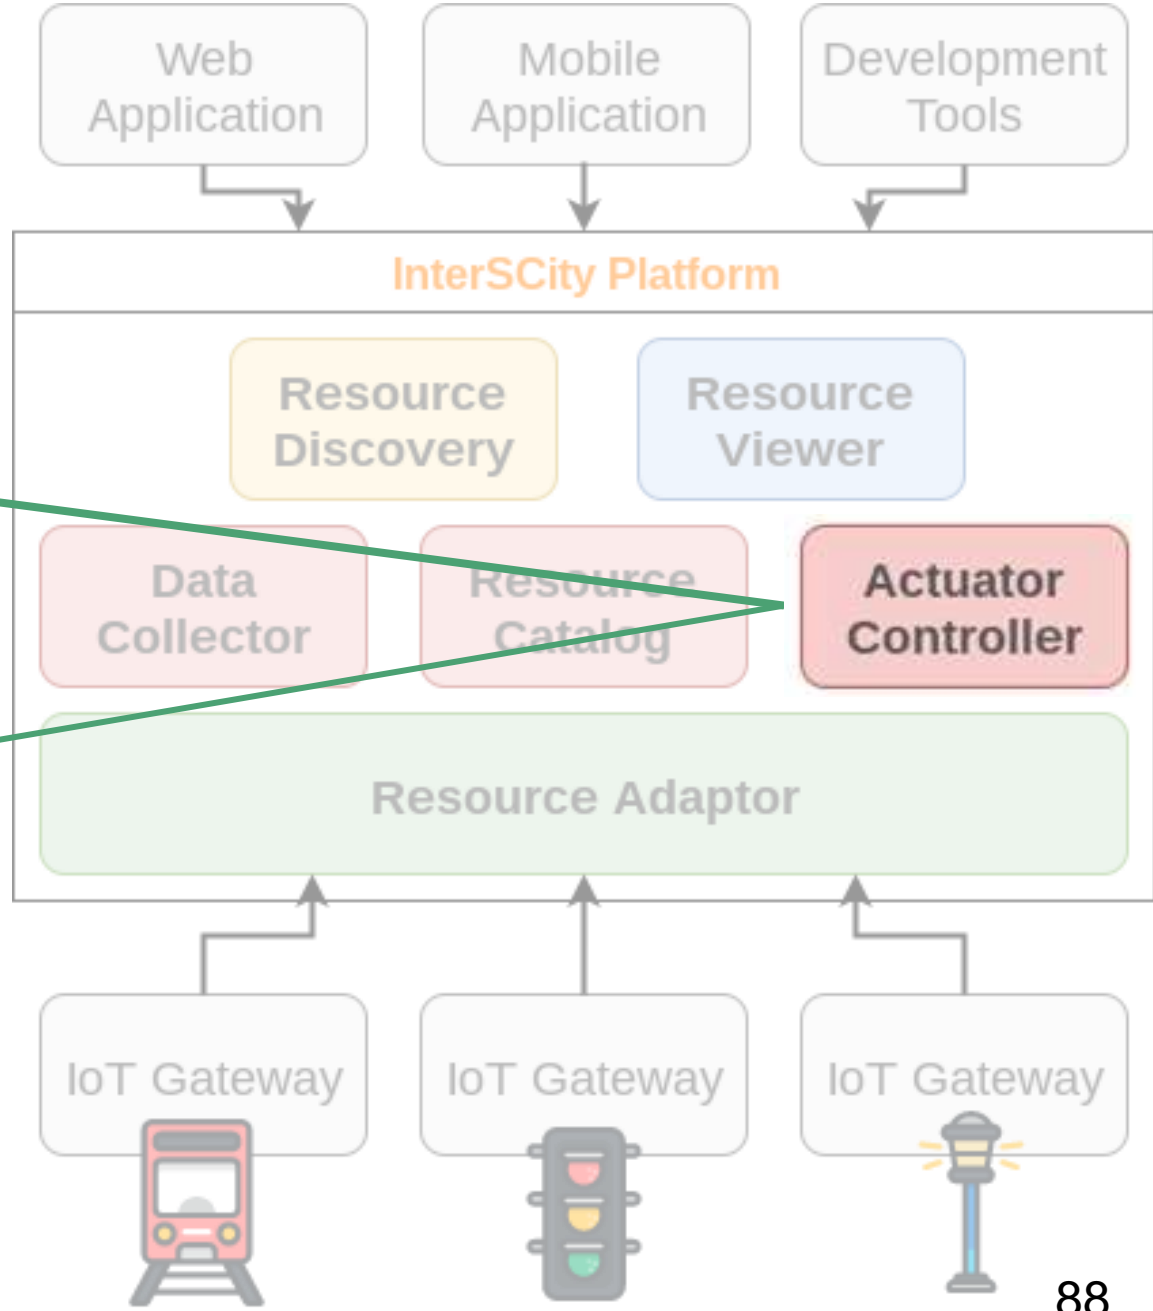 Web
Application
Mobile
Application
Development
Tools
InterSCity Platform
Resource
Discovery
Resource
Viewer
Data
Collector
Resource
Catalog
Actuator
Controller
Resource Adaptor
IoT Gateway
IoT Gateway
IoT Gateway
88